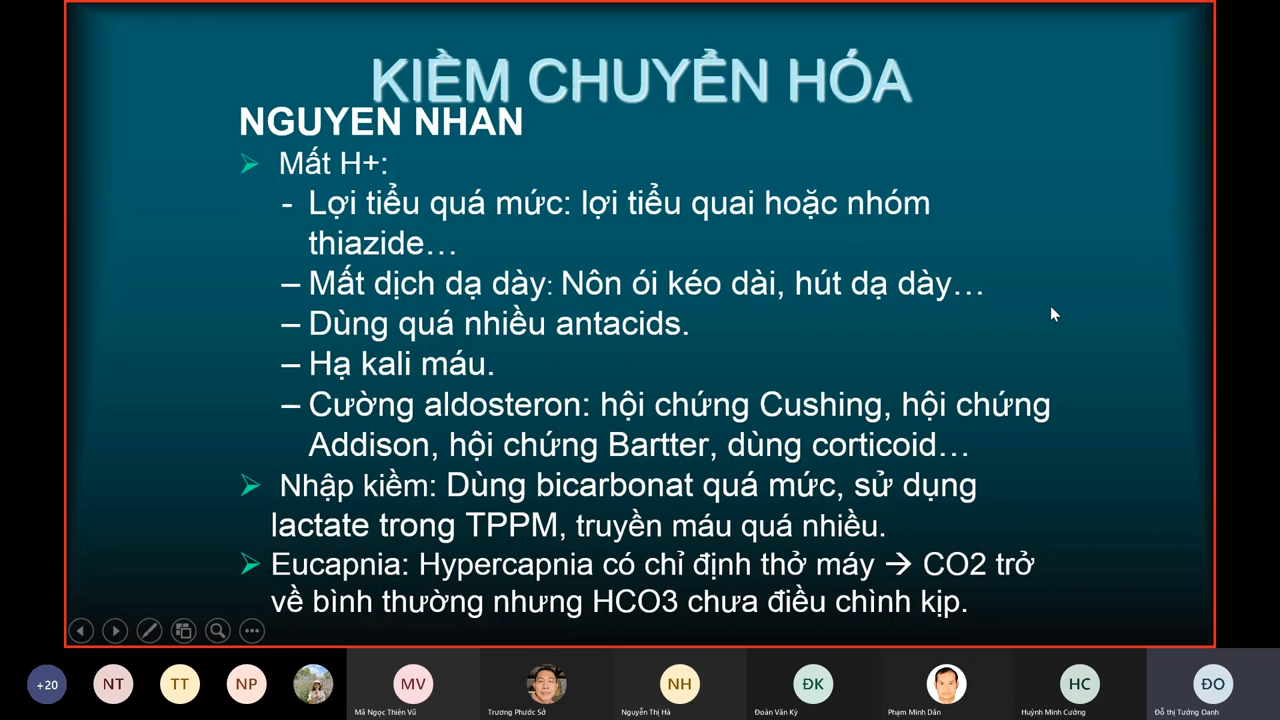 KIỀM CHUYỂN HÓA
NGUYEN NHAN
Mất H+:
- Lợi tiểu quá mức: lợi tiểu quai hoặc nhóm
thiazide…
– Mất dịch dạ dày: Nôn ói kéo dài, hút dạ dày…
– Dùng quá nhiều antacids.
– Hạ kali máu.
– Cường aldosteron: hội chứng Cushing, hội chứng
Addison, hội chứng Bartter, dùng corticoid…
Nhập kiềm: Dùng bicarbonat quá mức, sử dụng
lactate trong TPPM, truyền máu quá nhiều.
Eucapnia: Hypercapnia có chỉ định thở máy → CO2 trở
về bình thường nhưng HCO3 chưa điều chình kịp.
+20 NT TT NP MV NH ĐK HC ĐO
Mã Ngọc Thiên Vũ Trương Phước Sở Nguyễn Thị Hà Đoàn Văn Kỳ Phạm Minh Dân Huỳnh Minh Cường Đỗ thị Tường Oanh